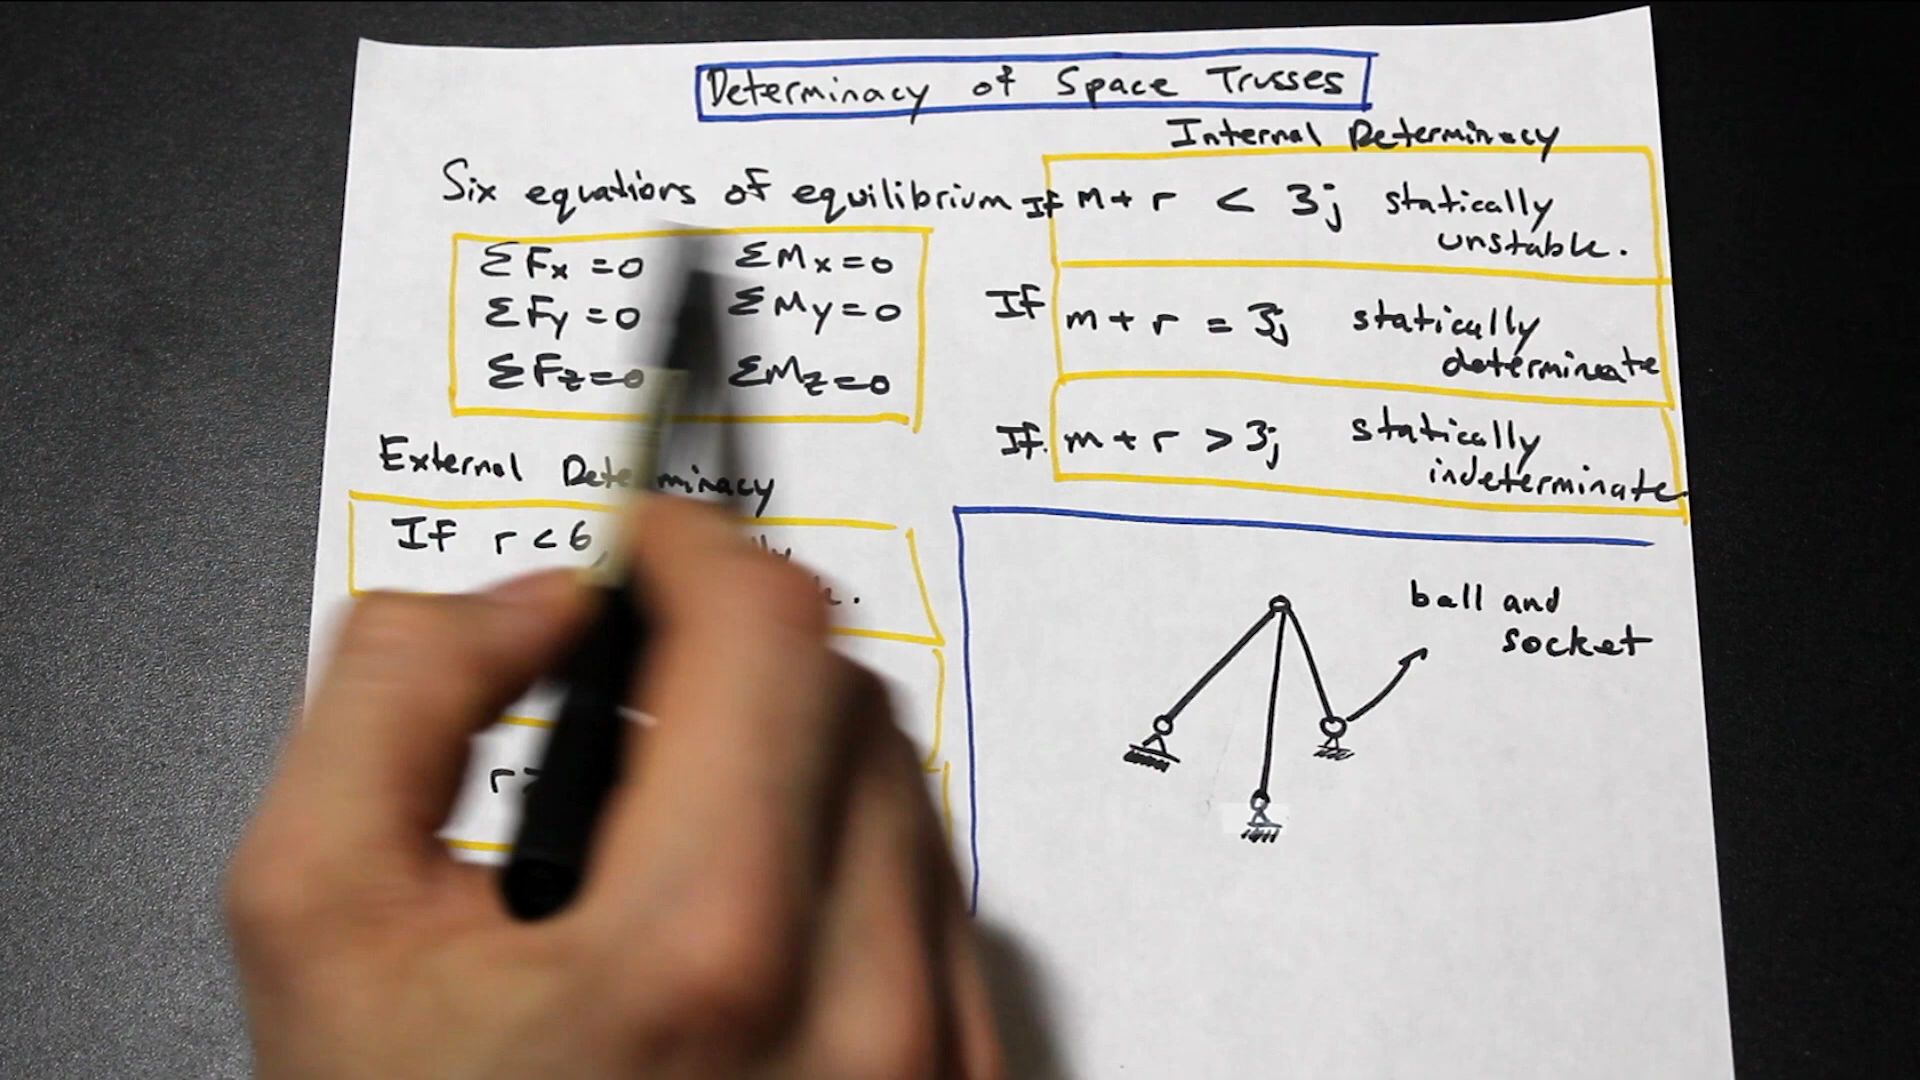 Determinacy of Space Trusses
Six equations of equilibrium
ΣFx=0 ΣMx=0
ΣFy=0 ΣMy=0
ΣFz=0 ΣMz=0
External Determinacy
If r<6,
Internal Determinacy
If m+r < 3j statically
unstable.
If m+r = 3j statically
determinate
If m+r > 3j statically
indeterminate
ball and
socket